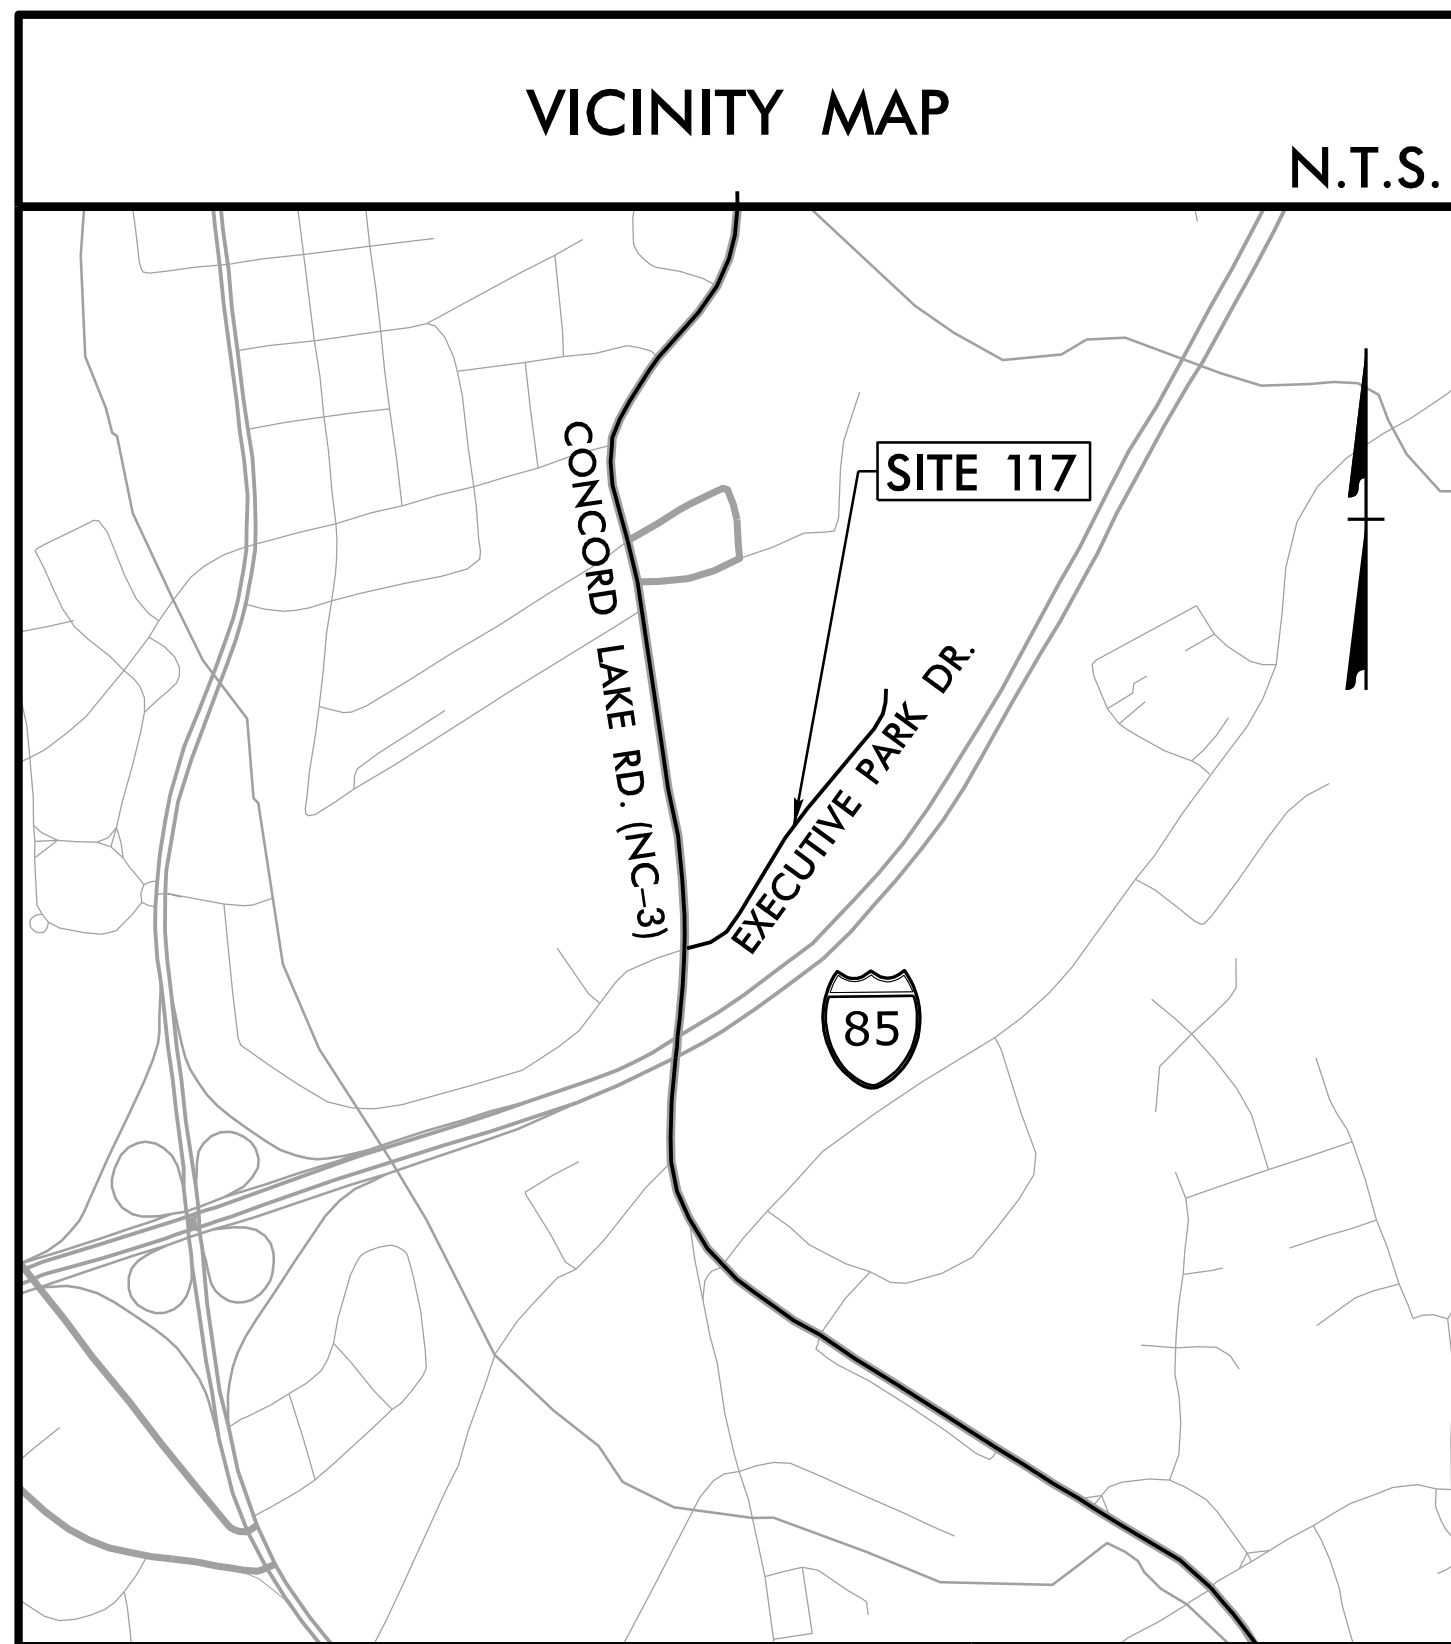 VICINITY MAP
N.T.S.
SITE 117
CONCORD LAKE RD. (NC-3)
EXECUTIVE PARK DR.
85